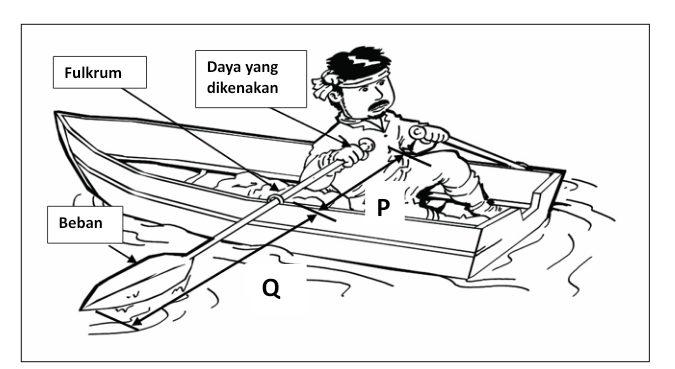 Fulkrum
Daya yang
dikenakan
P
Beban
Q